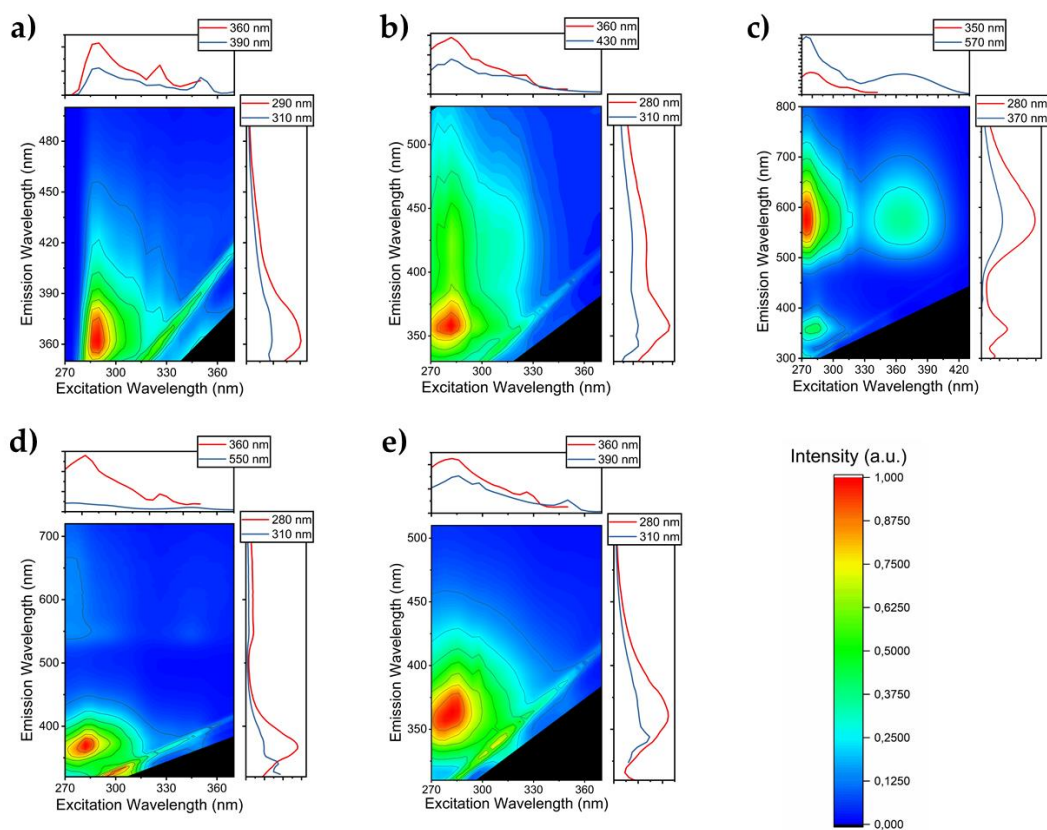 a)
360 nm
390 nm
290 nm
310 nm
Emission Wavelength (nm)
480
450
420
390
360
270
300
330
360
Excitation Wavelength (nm)
b)
360 nm
430 nm
280 nm
310 nm
Emission Wavelength (nm)
500
450
400
350
270
300
330
360
Excitation Wavelength (nm)
c)
350 nm
570 nm
280 nm
370 nm
Emission Wavelength (nm)
800
700
600
500
400
300
270
300
330
360
390
420
Excitation Wavelength (nm)
d)
360 nm
550 nm
280 nm
310 nm
Emission Wavelength (nm)
700
600
500
400
270
300
330
360
Excitation Wavelength (nm)
e)
360 nm
390 nm
280 nm
310 nm
Emission Wavelength (nm)
500
450
400
350
310
270
300
330
360
Excitation Wavelength (nm)
Intensity (a.u.)
1,000
0,8750
0,7500
0,6250
0,5000
0,3750
0,2500
0,1250
0,000